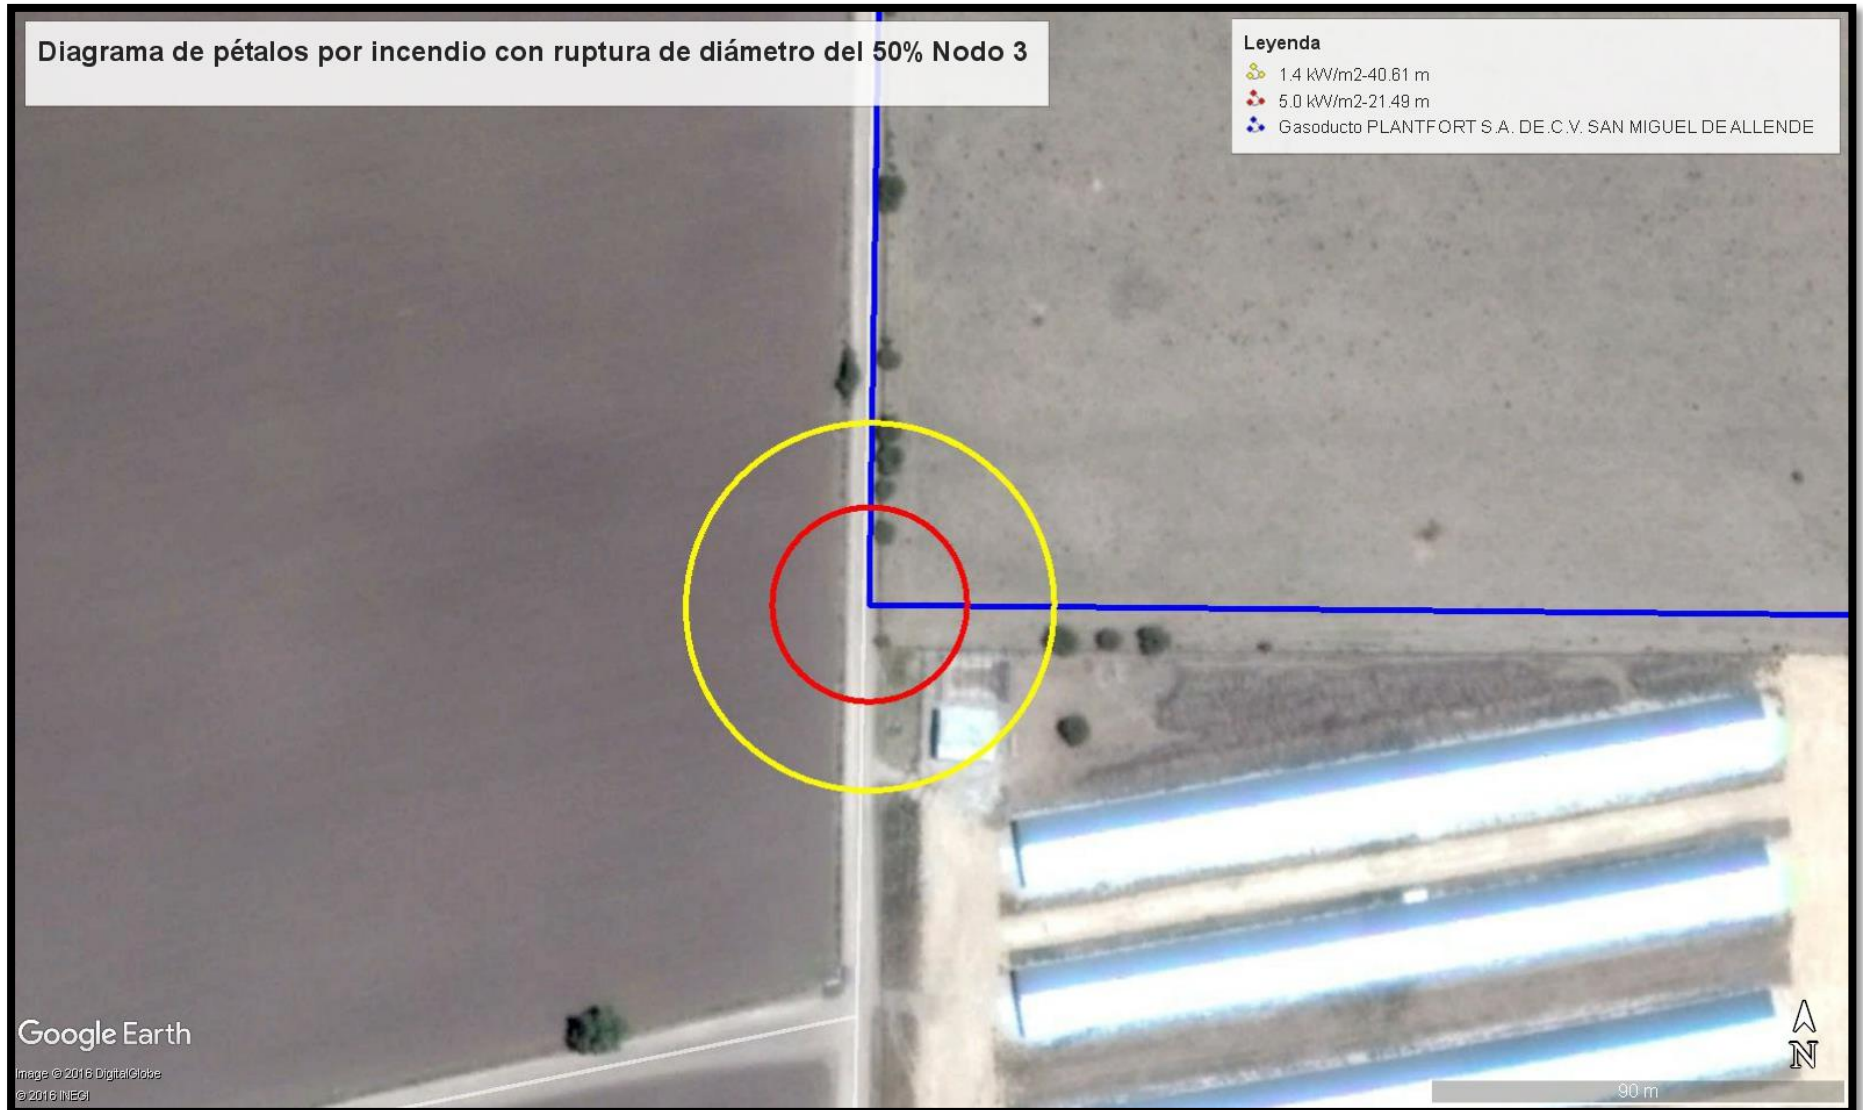 Diagrama de pétalos por incendio con ruptura de diámetro del 50% Nodo 3
Leyenda
1.4 kW/m2-40.61 m
5.0 kW/m2-21.49 m
Gasoducto PLANTFORT S.A. DE.C.V. SAN MIGUEL DE ALLENDE
Google Earth
Image © 2016 DigitalGlobe
© 2016 INEGI
N
90 m